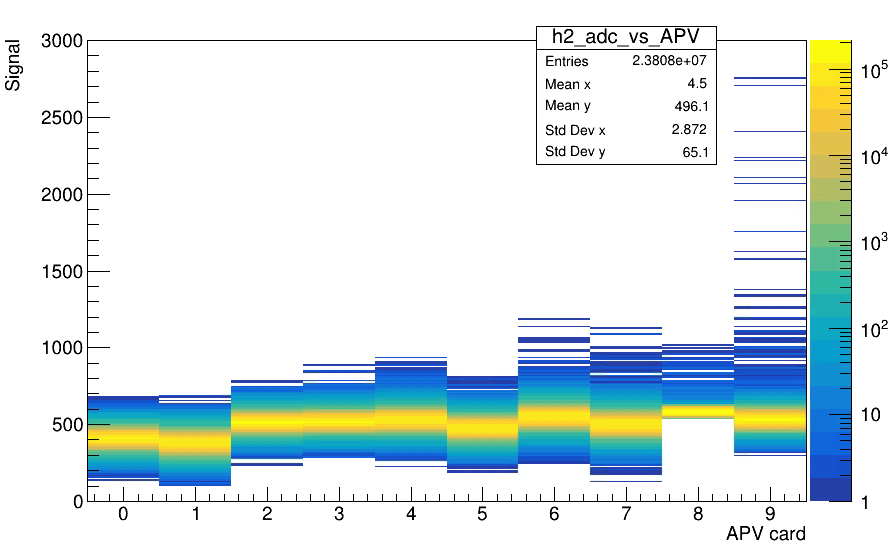 h2_adc_vs_APV
Entries 2.3808e+07
Mean x 4.5
Mean y 496.1
Std Dev x 2.872
Std Dev y 65.1
Signal
3000
2500
2000
1500
1000
500
0
0 1 2 3 4 5 6 7 8 9
APV card
10^5
10^4
10^3
10^2
10
1